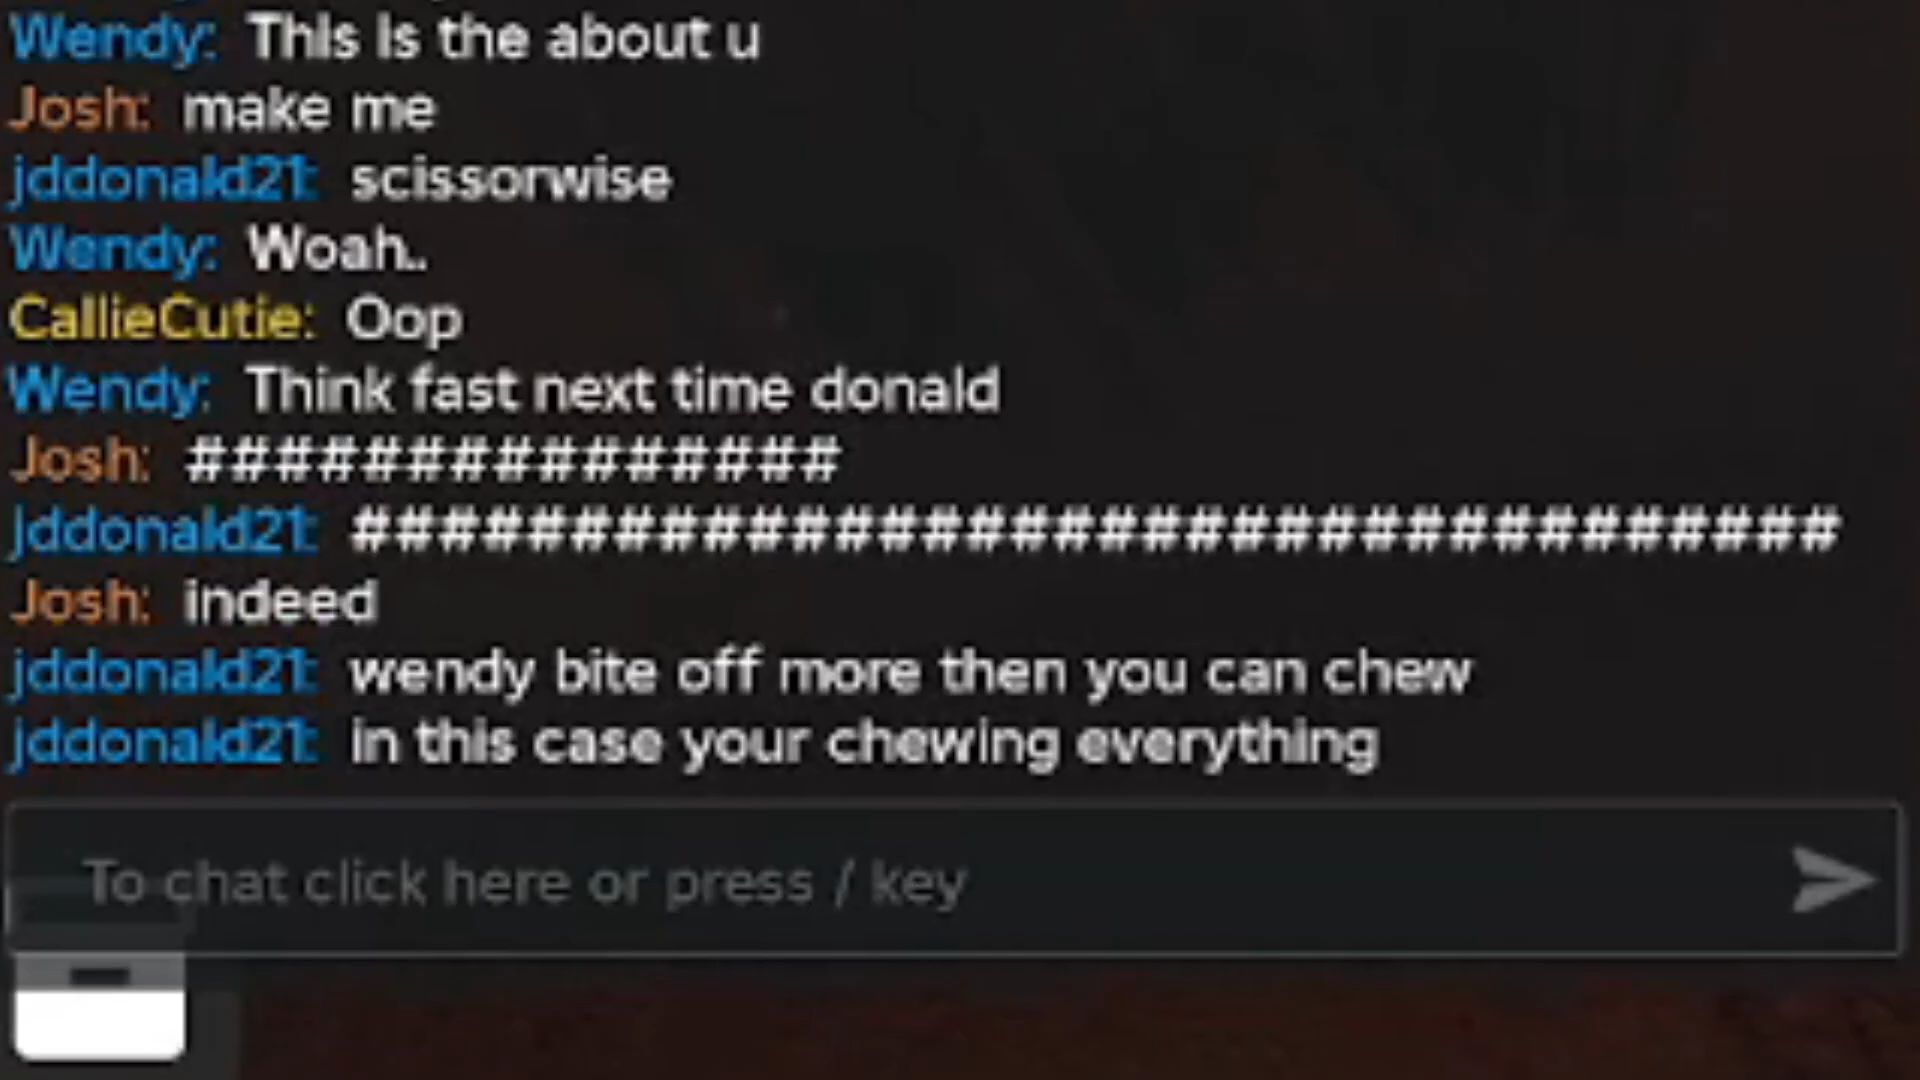 Wendy: This is the about u
Josh: make me
jddonald21: scissorwise
Wendy: Woah..
CallieCutie: Oop
Wendy: Think fast next time donald
Josh: ###############
jddonald21: ##################################
Josh: indeed
jddonald21: wendy bite off more then you can chew
jddonald21: in this case your chewing everything
To chat click here or press / key